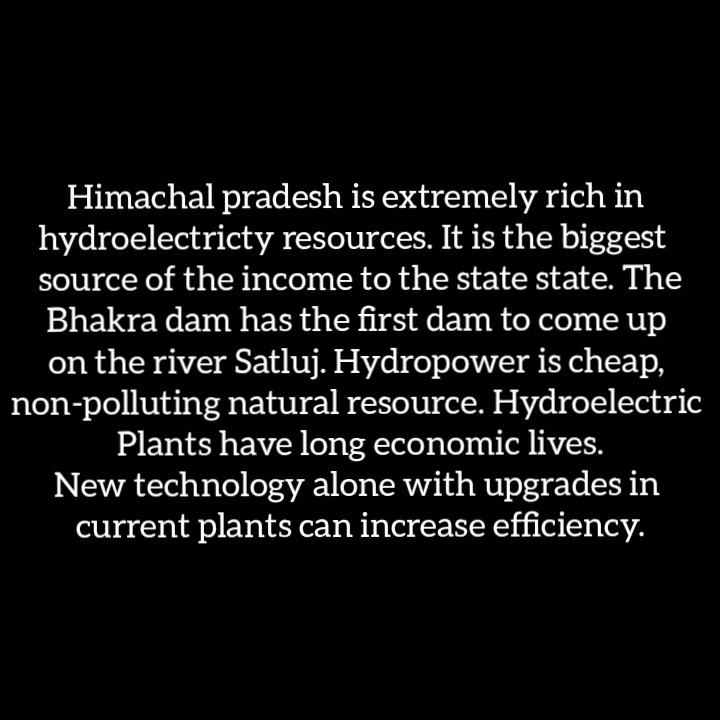 Himachal pradesh is extremely rich in
hydroelectricty resources. It is the biggest
source of the income to the state state. The
Bhakra dam has the first dam to come up
on the river Satluj. Hydropower is cheap,
non-polluting natural resource. Hydroelectric
Plants have long economic lives.
New technology alone with upgrades in
current plants can increase efficiency.